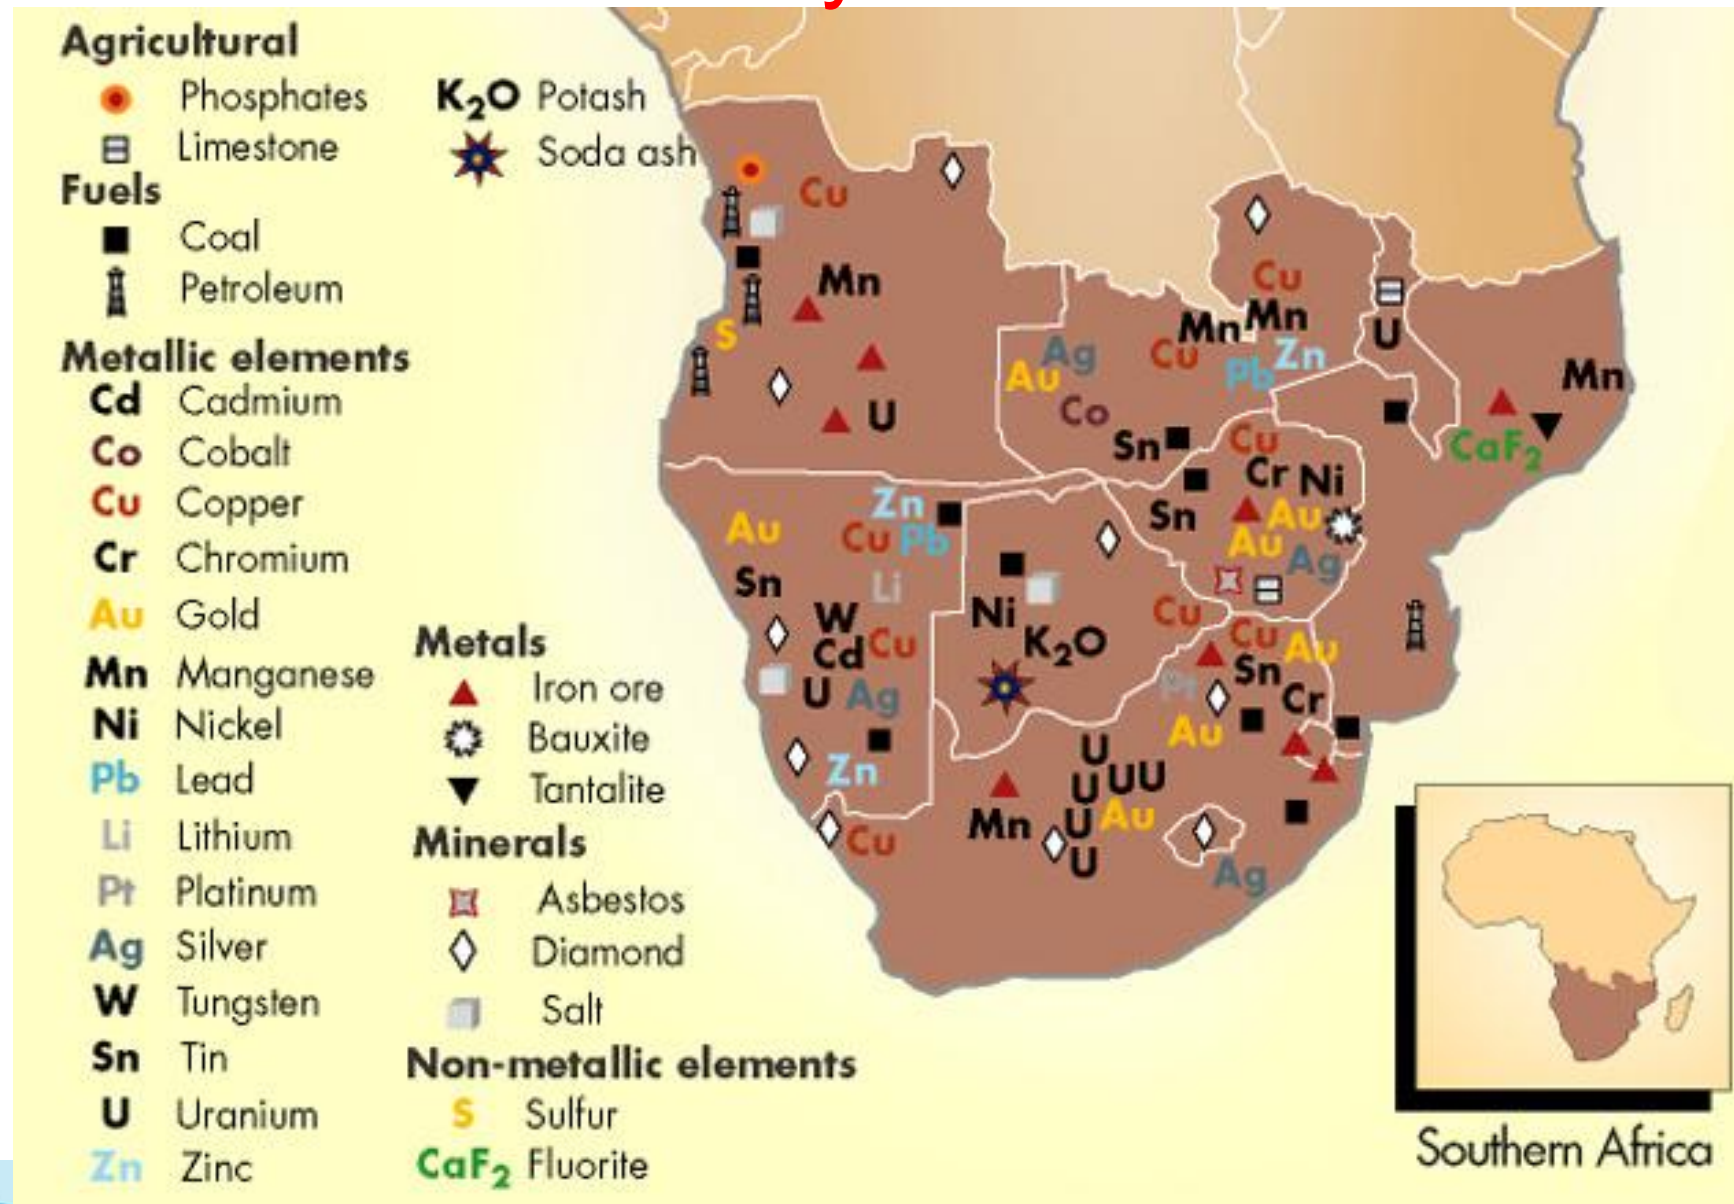 Agricultural
Phosphates
Limestone
K₂O Potash
Soda ash
Fuels
Coal
Petroleum
Metallic elements
Cd Cadmium
Co Cobalt
Cu Copper
Cr Chromium
Au Gold
Mn Manganese
Ni Nickel
Pb Lead
Li Lithium
Pt Platinum
Ag Silver
W Tungsten
Sn Tin
U Uranium
Zn Zinc
Metals
Iron ore
Bauxite
Tantalite
Minerals
Asbestos
Diamond
Salt
Non-metallic elements
S Sulfur
CaF₂ Fluorite
Cu
Mn
S
U
Cu
Mn Mn
Ag Cu Pb Zn
Au
Co
Sn
U
Mn
CaF₂
Cu
Cr Ni
Sn Au
Au
Ag
Zn
Au Cu Pb
Sn Li
W
Cd Cu
U Ag
Zn
Ni
K₂O
Cu
Cu Au
Sn
Pt Cr
Au
U
U U U
Mn U Au
U
Cu
Ag
Southern Africa